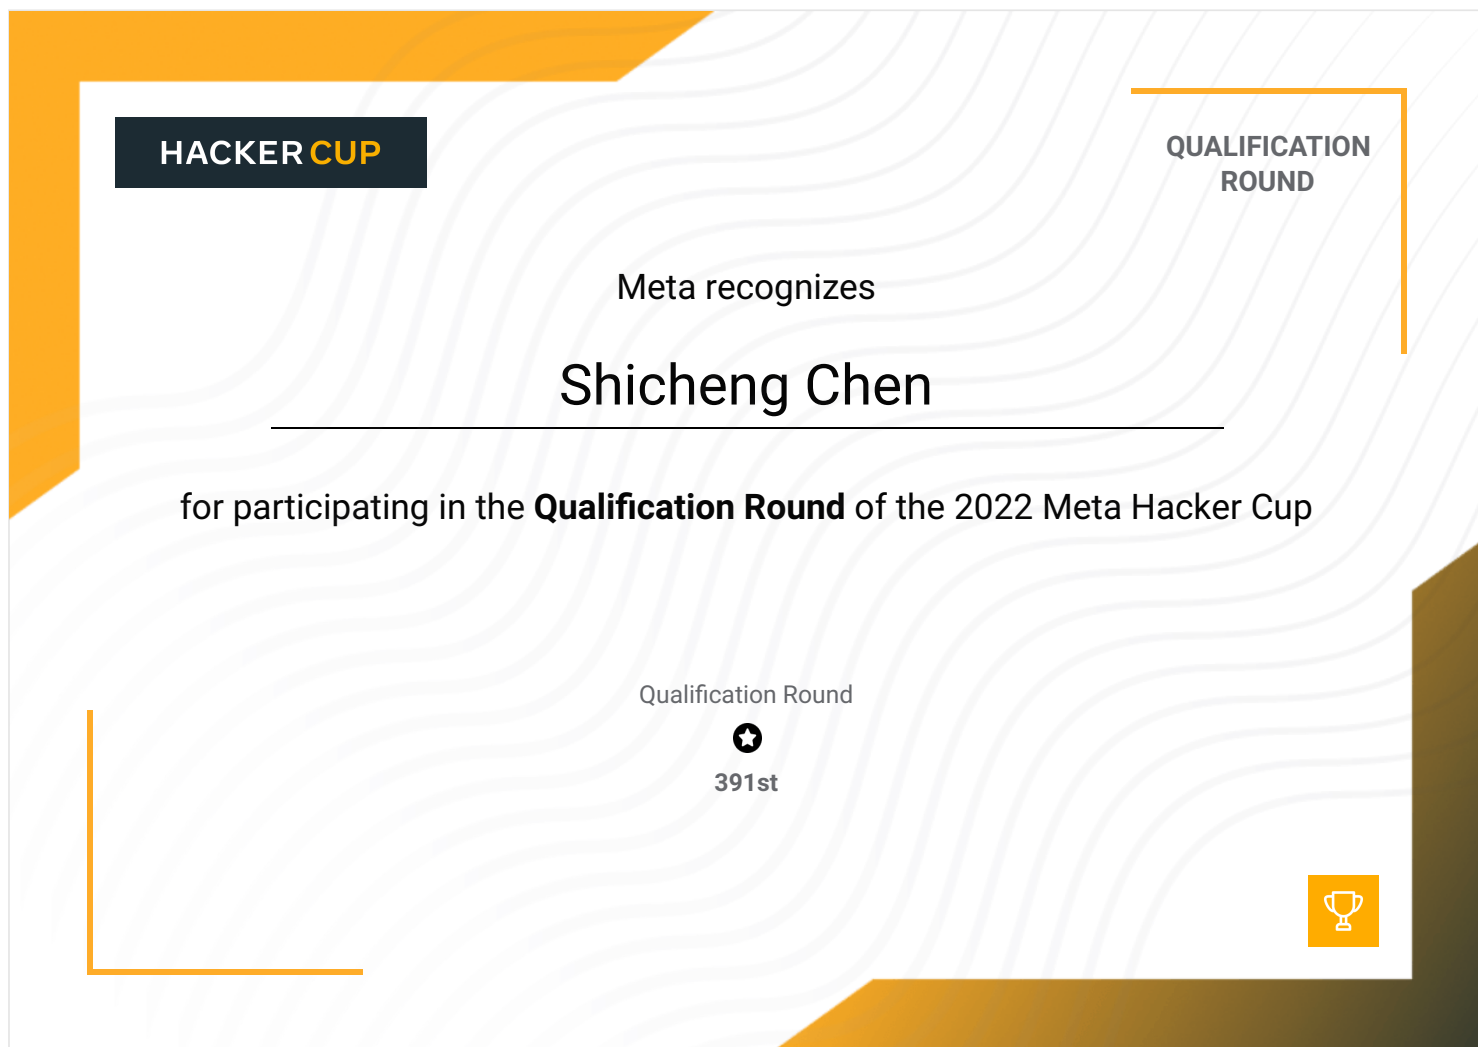 HACKER CUP
QUALIFICATION
ROUND
Meta recognizes
Shicheng Chen
for participating in the Qualification Round of the 2022 Meta Hacker Cup
Qualification Round
391st